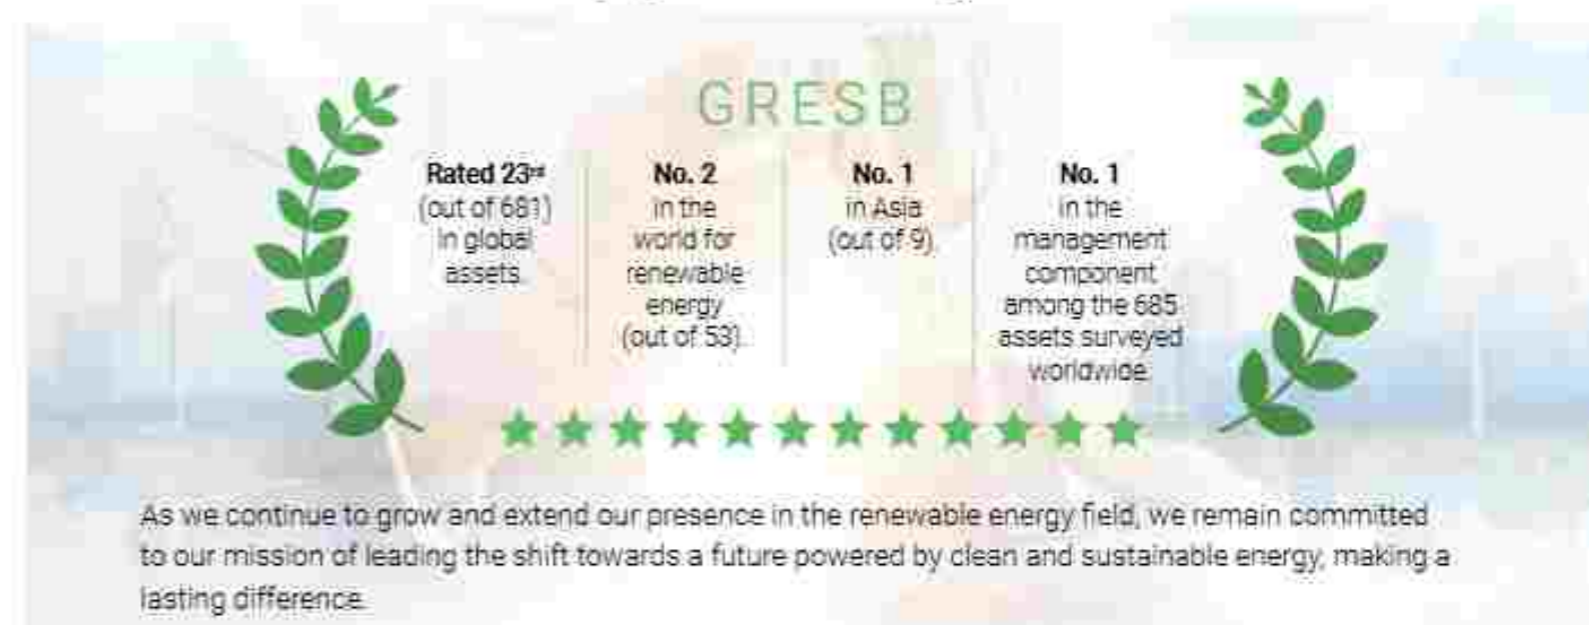 GRESB
Rated 23rd
(out of 681)
in global
assets.
No. 2
in the
world for
renewable
energy
(out of 53).
No. 1
in Asia
(out of 9).
No. 1
in the
management
component
among the 685
assets surveyed
worldwide.
As we continue to grow and extend our presence in the renewable energy field, we remain committed
to our mission of leading the shift towards a future powered by clean and sustainable energy, making a
lasting difference.